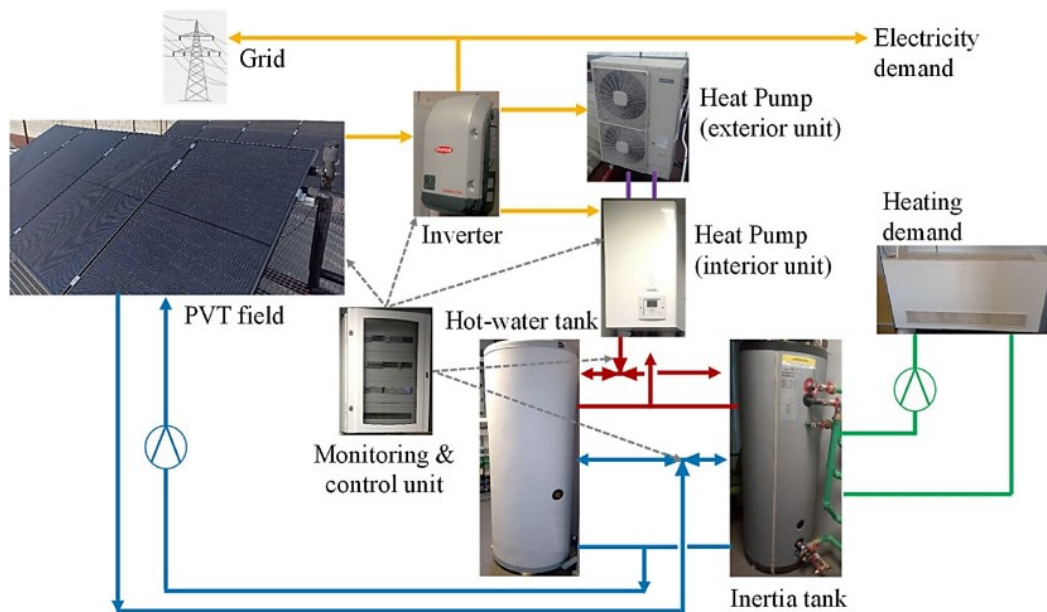 Grid
Electricity
demand
Heat Pump
(exterior unit)
Inverter
Heat Pump
(interior unit)
Heating
demand
PVT field
Hot-water tank
Monitoring &
control unit
Inertia tank